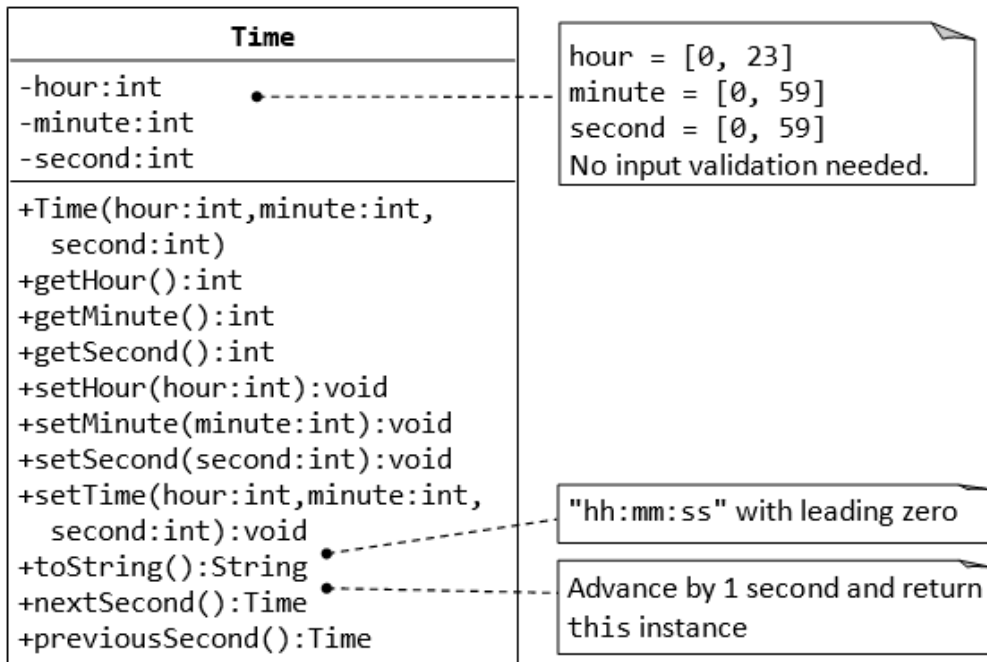 Time
-hour:int
-minute:int
-second:int
+Time(hour:int,minute:int,
second:int)
+getHour():int
+getMinute():int
+getSecond():int
+setHour(hour:int):void
+setMinute(minute:int):void
+setSecond(second:int):void
+setTime(hour:int,minute:int,
second:int):void
+toString():String
+nextSecond():Time
+previousSecond():Time
hour = [0, 23]
minute = [0, 59]
second = [0, 59]
No input validation needed.
"hh:mm:ss" with leading zero
Advance by 1 second and return
this instance